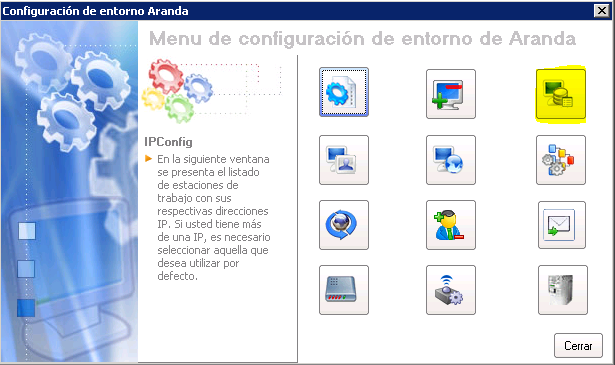 Configuración de entorno Aranda
Menu de configuración de entorno de Aranda
IPConfig
En la siguiente ventana
se presenta el listado
de estaciones de
trabajo con sus
respectivas direcciones
IP. Si usted tiene más
de una IP, es necesario
seleccionar aquella que
desea utilizar por
defecto.
Cerrar